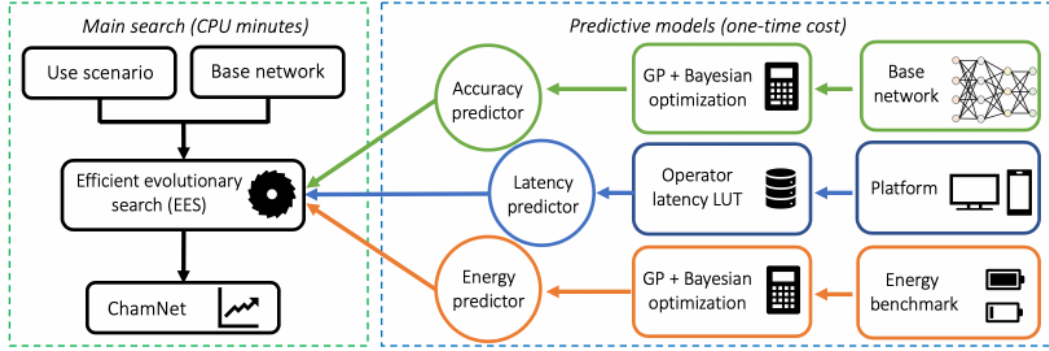 Main search (CPU minutes)
Use scenario
Base network
Efficient evolutionary
search (EES)
ChamNet
Predictive models (one-time cost)
Accuracy
predictor
GP + Bayesian
optimization
Base
network
Latency
predictor
Operator
latency LUT
Platform
Energy
predictor
GP + Bayesian
optimization
Energy
benchmark